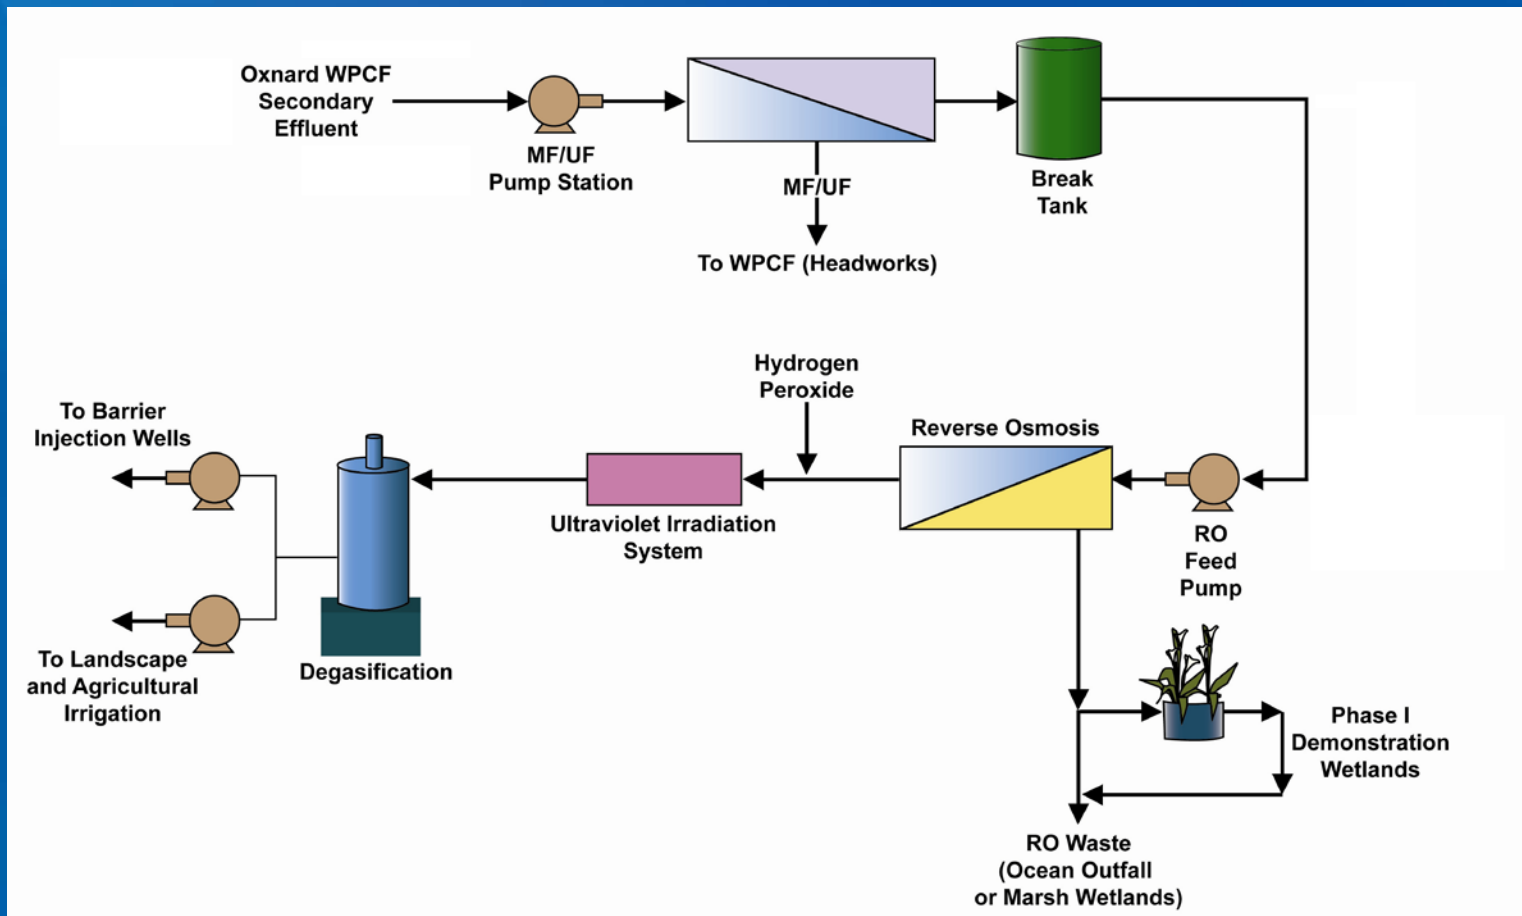 Oxnard WPCF
Secondary
Effluent
MF/UF
Pump Station
MF/UF
To WPCF (Headworks)
Break
Tank
Hydrogen
Peroxide
Reverse Osmosis
RO
Feed
Pump
Ultraviolet Irradiation
System
To Barrier
Injection Wells
Degasification
To Landscape
and Agricultural
Irrigation
Phase I
Demonstration
Wetlands
RO Waste
(Ocean Outfall
or Marsh Wetlands)